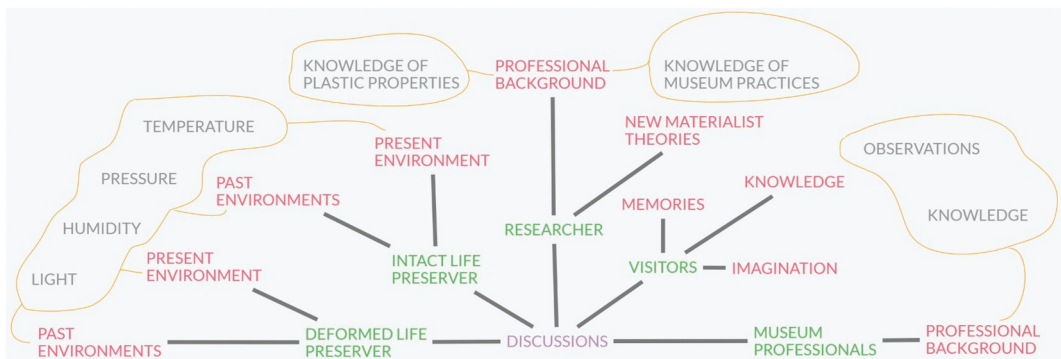 KNOWLEDGE OF
PLASTIC PROPERTIES
PROFESSIONAL
BACKGROUND
KNOWLEDGE OF
MUSEUM PRACTICES
TEMPERATURE
PRESENT
ENVIRONMENT
NEW MATERIALIST
THEORIES
OBSERVATIONS
PRESSURE
PAST
ENVIRONMENTS
MEMORIES
KNOWLEDGE
KNOWLEDGE
HUMIDITY
RESEARCHER
PRESENT
ENVIRONMENT
INTACT LIFE
PRESERVER
VISITORS
IMAGINATION
LIGHT
PAST
ENVIRONMENTS
DEFORMED LIFE
PRESERVER
DISCUSSIONS
MUSEUM
PROFESSIONALS
PROFESSIONAL
BACKGROUND